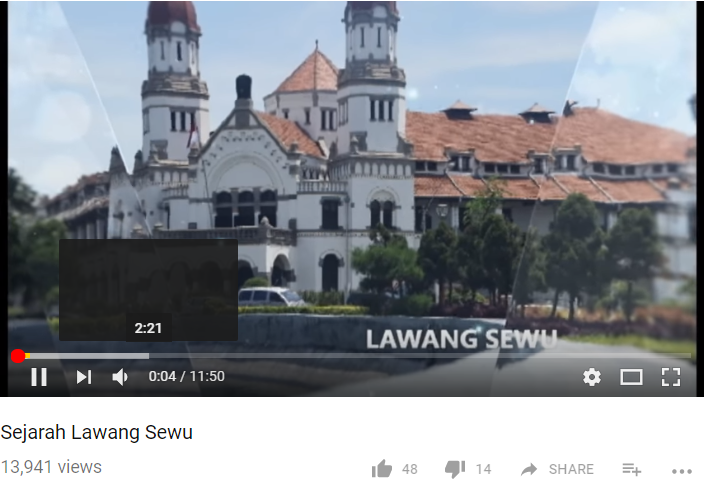 2:21
LAWANG SEWU
0:04 / 11:50
Sejarah Lawang Sewu
13,941 views
48 14 SHARE